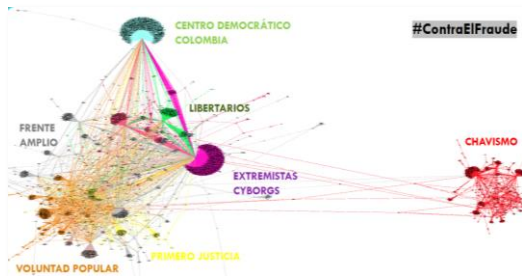 CENTRO DEMOCRÁTICO
COLOMBIA
#ContraElFraude
LIBERTARIOS
FRENTE
AMPLIO
CHAVISMO
EXTREMISTAS
CYBORGS
PRIMERO JUSTICIA
VOLUNTAD POPULAR